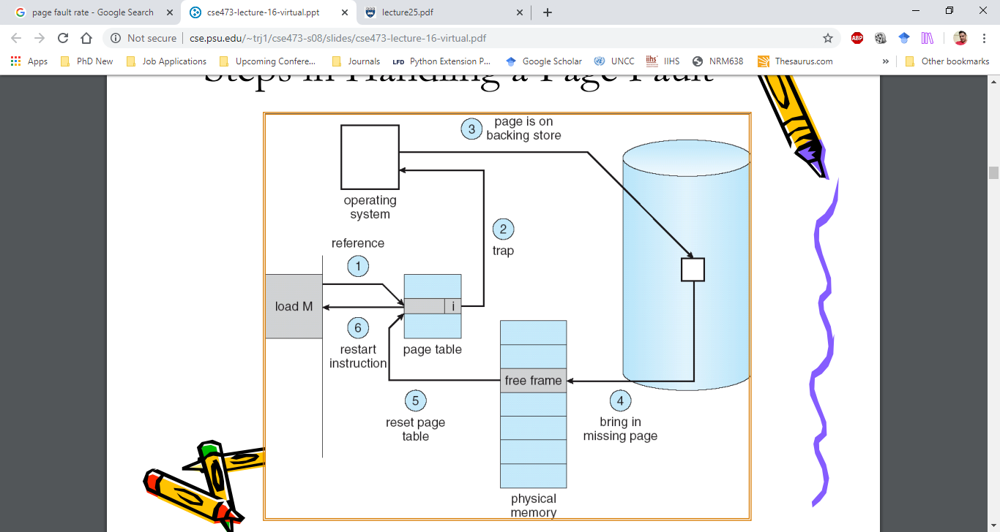 page fault rate - Google Search
cse473-lecture-16-virtual.ppt
lecture25.pdf
Not secure
cse.psu.edu/~trj1/cse473-s08/slides/cse473-lecture-16-virtual.pdf
ABP
Apps
PhD New
Job Applications
Upcoming Confere...
Journals
LFD Python Extension P...
Google Scholar
UNCC
iihs IIHS
NRM638
Thesaurus.com
»
Other bookmarks
Steps in Handling a Page Fault
3
page is on
backing store
operating
system
2
trap
reference
1
load M
i
6
restart
instruction
page table
free frame
5
reset page
table
4
bring in
missing page
physical
memory